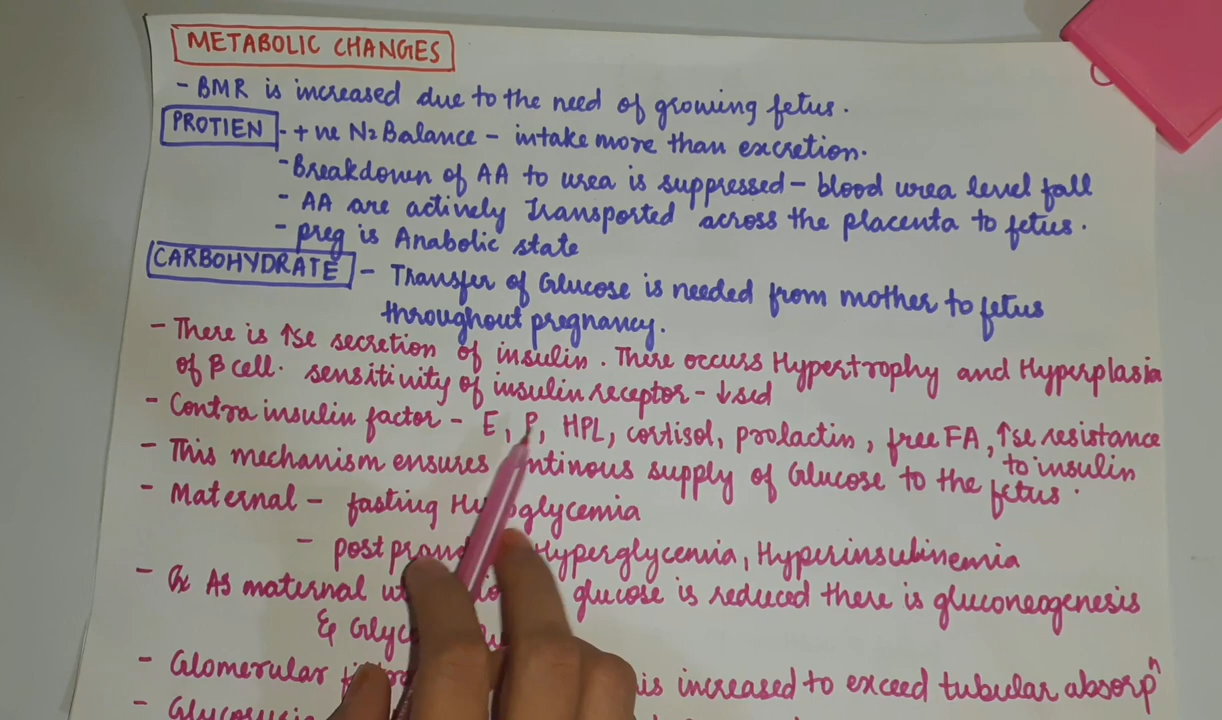 METABOLIC CHANGES
- BMR is increased due to the need of growing fetus.
PROTIEN - +ve N2 Balance - intake more than excretion.
- Breakdown of AA to urea is suppressed - blood urea level fall
- AA are actively transported across the placenta to fetus.
- preg is Anabolic state
CARBOHYDRATE - Transfer of Glucose is needed from mother to fetus
throughout pregnancy.
- There is ↑se secretion of insulin. There occurs Hypertrophy and Hyperplasia
of β cell. sensitivity of insulin receptor - ↓sed
- Contra insulin factor - E, P, HPL, cortisol, prolactin, free FA, ↑se resistance
to insulin
- This mechanism ensures continous supply of Glucose to the fetus.
- Maternal - fasting Hypoglycemia
- post Hyperglycemia, Hyperinsulinemia
- As maternal glucose is reduced there is gluconeogenesis
& 
- Glomerular is increased to exceed tubular absorpⁿ
- Glycosuria